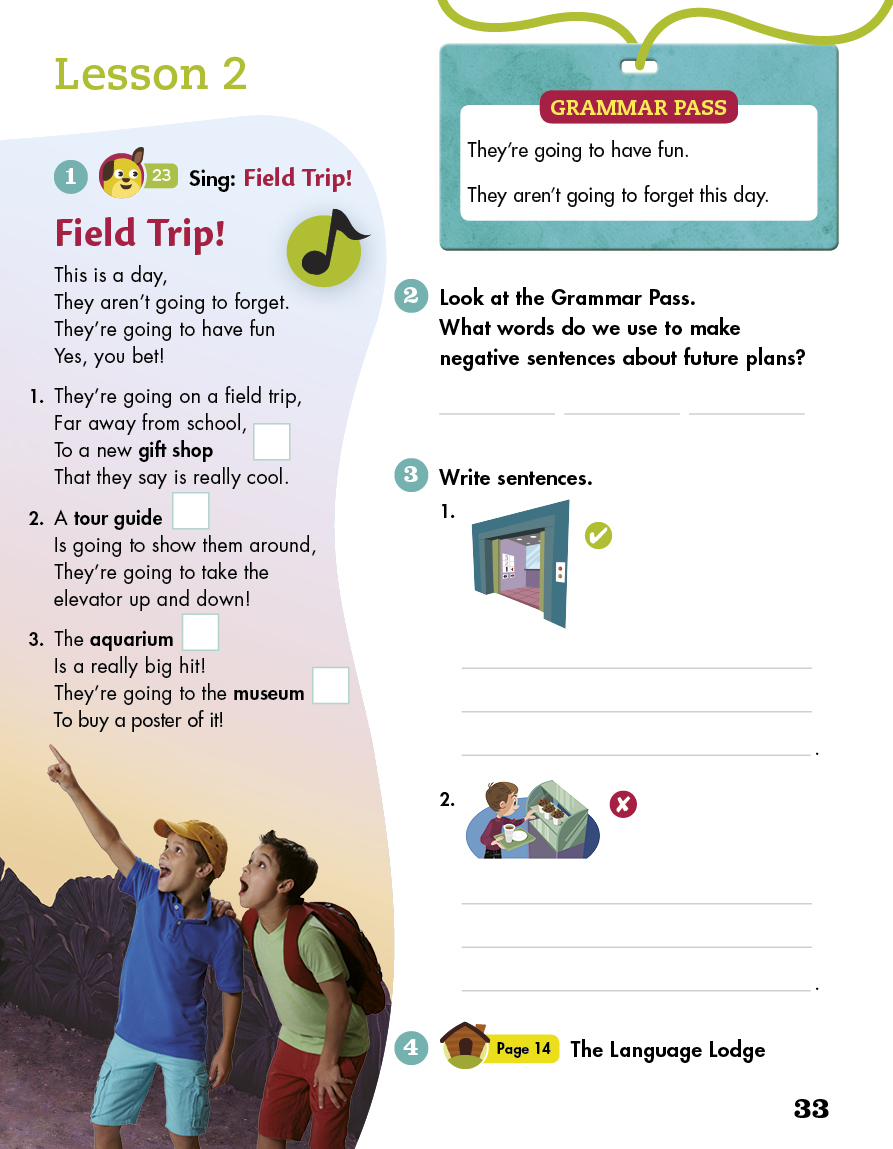 Lesson 2
1 23 Sing: Field Trip!
Field Trip!
This is a day,
They aren’t going to forget.
They’re going to have fun
Yes, you bet!
1. They’re going on a field trip,
Far away from school,
To a new gift shop
That they say is really cool.
2. A tour guide
Is going to show them around,
They’re going to take the
elevator up and down!
3. The aquarium
Is a really big hit!
They’re going to the museum
To buy a poster of it!
GRAMMAR PASS
They’re going to have fun.
They aren’t going to forget this day.
2 Look at the Grammar Pass.
What words do we use to make
negative sentences about future plans?
3 Write sentences.
1.
.
2.
.
4 Page 14 The Language Lodge
33